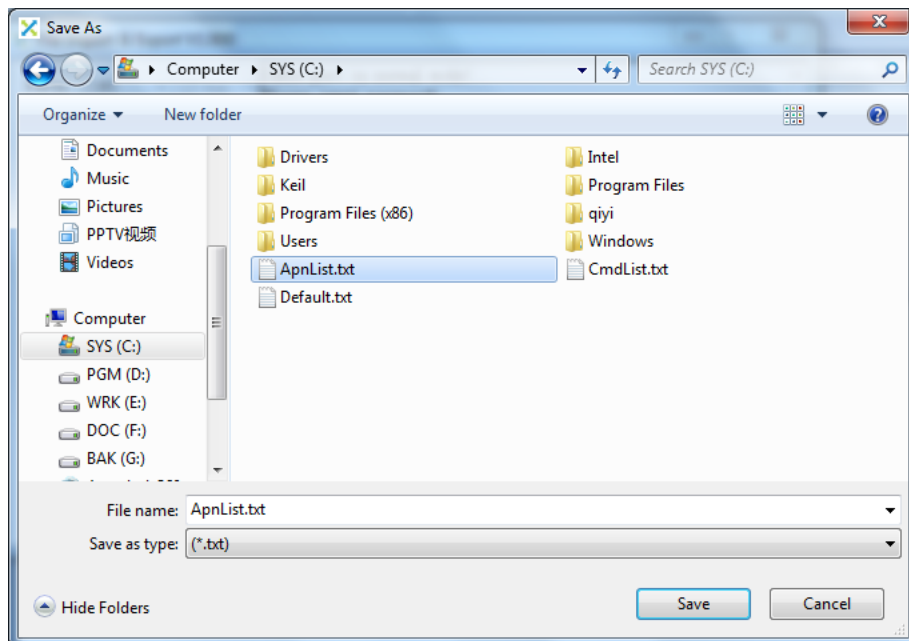 Save As
Computer SYS (C:) Search SYS (C:)
Organize New folder
Documents
Music
Pictures
PPTV视频
Videos
Computer
SYS (C:)
PGM (D:)
WRK (E:)
DOC (F:)
BAK (G:)
Drivers Intel
Keil Program Files
Program Files (x86) qiyi
Users Windows
ApnList.txt CmdList.txt
Default.txt
File name: ApnList.txt
Save as type: (*.txt)
Hide Folders Save Cancel